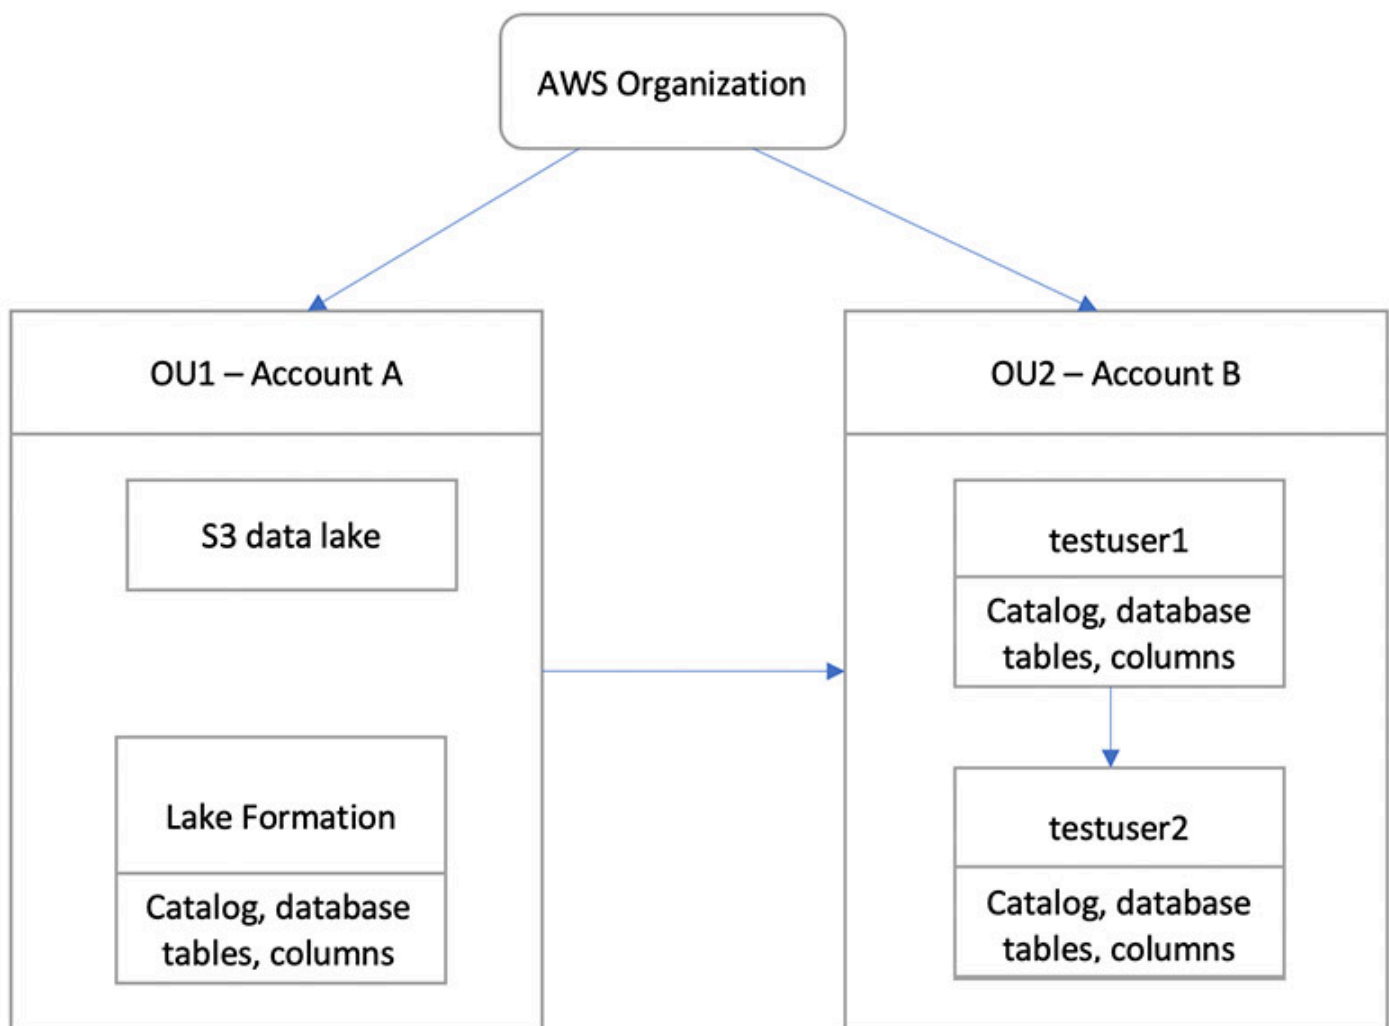 AWS Organization
OU1 – Account A
S3 data lake
Lake Formation
Catalog, database
tables, columns
OU2 – Account B
testuser1
Catalog, database
tables, columns
testuser2
Catalog, database
tables, columns